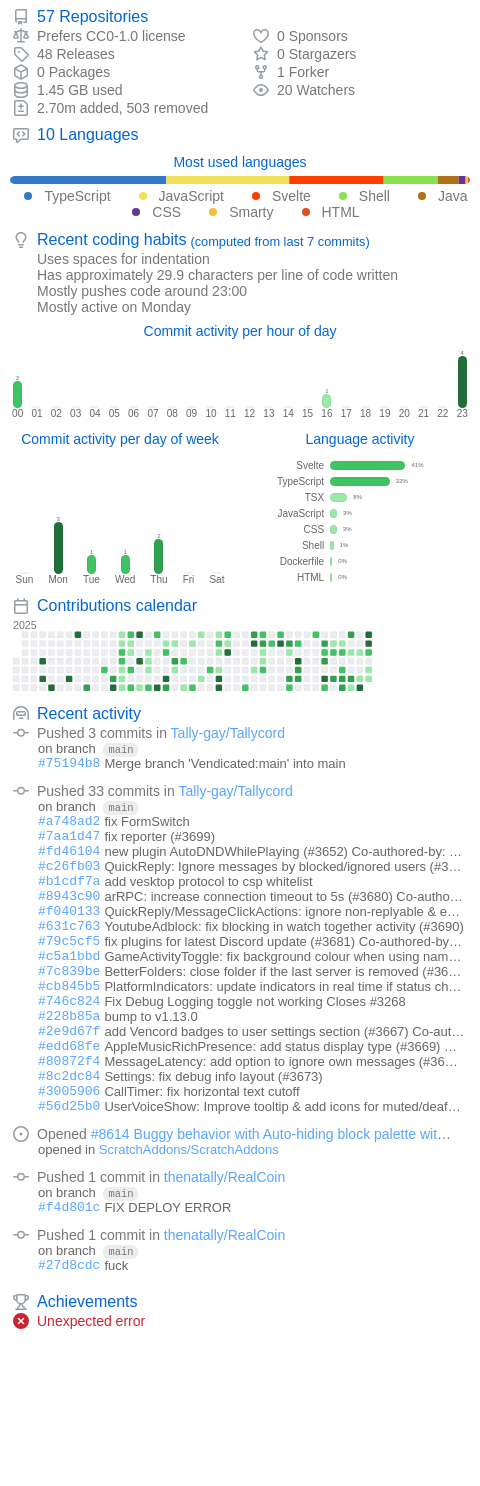 57 Repositories
Prefers CC0-1.0 license
0 Sponsors
48 Releases
0 Stargazers
0 Packages
1 Forker
1.45 GB used
20 Watchers
2.70m added, 503 removed
10 Languages
Most used languages
TypeScript JavaScript Svelte Shell Java
CSS Smarty HTML
Recent coding habits (computed from last 7 commits)
Uses spaces for indentation
Has approximately 29.9 characters per line of code written
Mostly pushes code around 23:00
Mostly active on Monday
Commit activity per hour of day
4
2
1
00 01 02 03 04 05 06 07 08 09 10 11 12 13 14 15 16 17 18 19 20 21 22 23
Commit activity per day of week
3
2
1 1
Sun Mon Tue Wed Thu Fri Sat
Language activity
Svelte 41%
TypeScript 32%
TSX 8%
JavaScript 3%
CSS 3%
Shell 1%
Dockerfile 0%
HTML 0%
Contributions calendar
2025
Recent activity
Pushed 3 commits in Tally-gay/Tallycord
on branch main
#75194b8 Merge branch 'Vendicated:main' into main
Pushed 33 commits in Tally-gay/Tallycord
on branch main
#a748ad2 fix FormSwitch
#7aa1d47 fix reporter (#3699)
#fd46104 new plugin AutoDNDWhilePlaying (#3652) Co-authored-by: …
#c26fb03 QuickReply: Ignore messages by blocked/ignored users (#3…
#b1cdf7a add vesktop protocol to csp whitelist
#8943c90 arRPC: increase connection timeout to 5s (#3680) Co-autho…
#f040133 QuickReply/MessageClickActions: ignore non-replyable & e…
#631c763 YoutubeAdblock: fix blocking in watch together activity (#3690)
#79c5cf5 fix plugins for latest Discord update (#3681) Co-authored-by…
#c5a1bbd GameActivityToggle: fix background colour when using nam…
#7c839be BetterFolders: close folder if the last server is removed (#36…
#cb845b5 PlatformIndicators: update indicators in real time if status ch…
#746c824 Fix Debug Logging toggle not working Closes #3268
#228b85a bump to v1.13.0
#2e9d67f add Vencord badges to user settings section (#3667) Co-aut…
#edd68fe AppleMusicRichPresence: add status display type (#3669) …
#80872f4 MessageLatency: add option to ignore own messages (#36…
#8c2dc84 Settings: fix debug info layout (#3673)
#3005906 CallTimer: fix horizontal text cutoff
#56d25b0 UserVoiceShow: Improve tooltip & add icons for muted/deaf…
Opened #8614 Buggy behavior with Auto-hiding block palette wit…
opened in ScratchAddons/ScratchAddons
Pushed 1 commit in thenatally/RealCoin
on branch main
#f4d801c FIX DEPLOY ERROR
Pushed 1 commit in thenatally/RealCoin
on branch main
#27d8cdc fuck
Achievements
Unexpected error